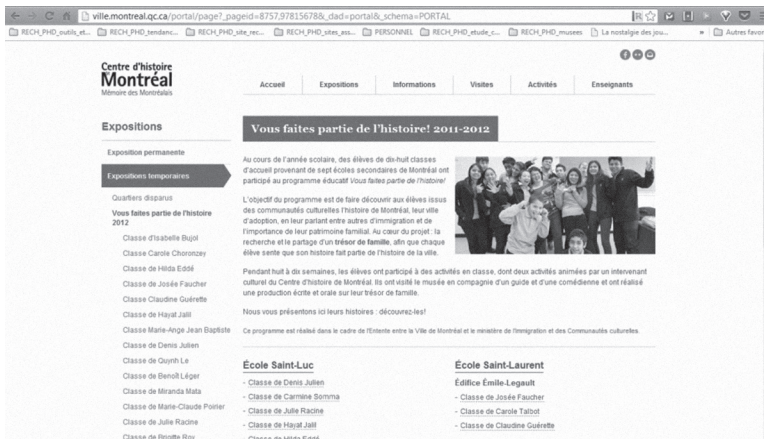 ville.montreal.qc.ca/portal/page?_pageid=8757,97815678&_dad=portal&_schema=PORTAL
RECH_PHD_outils_et... RECH_PHD_tendanc... RECH_PHD_site_rec... RECH_PHD_sites_ass... PERSONNEL RECH_PHD_etude_c... RECH_PHD_musees La nostalgie des jou... » Autres favor
Centre d'histoire
Montréal
Mémoire des Montréalais
Accueil Expositions Informations Visites Activités Enseignants
Expositions
Exposition permanente
Expositions temporaires
Quartiers disparus
Vous faites partie de l'histoire
2012
Classe d'Isabelle Bujol
Classe Carole Choronzey
Classe de Hilda Eddé
Classe de Josée Faucher
Classe Claudine Guérette
Classe de Hayat Jalil
Classe Marie-Ange Jean Baptiste
Classe de Denis Julien
Classe de Quynh Le
Classe de Benoît Léger
Classe de Miranda Mata
Classe de Marie-Claude Poirier
Classe de Julie Racine
Classe de Brigitte Roy
Vous faites partie de l'histoire! 2011-2012
Au cours de l'année scolaire, des élèves de dix-huit classes
d'accueil provenant de sept écoles secondaires de Montréal ont
participé au programme éducatif Vous faites partie de l'histoire!
L'objectif du programme est de faire découvrir aux élèves issus
des communautés culturelles l'histoire de Montréal, leur ville
d'adoption, en leur parlant entre autres d'immigration et de
l'importance de leur patrimoine familial. Au cœur du projet : la
recherche et le partage d'un trésor de famille, afin que chaque
élève sente que son histoire fait partie de l'histoire de la ville.
Pendant huit à dix semaines, les élèves ont participé à des activités en classe, dont deux activités animées par un intervenant
culturel du Centre d'histoire de Montréal. Ils ont visité le musée en compagnie d'un guide et d'une comédienne et ont réalisé
une production écrite et orale sur leur trésor de famille.
Nous vous présentons ici leurs histoires : découvrez-les!
Ce programme est réalisé dans le cadre de l'Entente entre la Ville de Montréal et le ministère de l'Immigration et des Communautés culturelles.
École Saint-Luc
- Classe de Denis Julien
- Classe de Carmine Somma
- Classe de Julie Racine
- Classe de Hayat Jalil
- Classe de Hilda Eddé
École Saint-Laurent
Édifice Émile-Legault
- Classe de Josée Faucher
- Classe de Carole Talbot
- Classe de Claudine Guérette